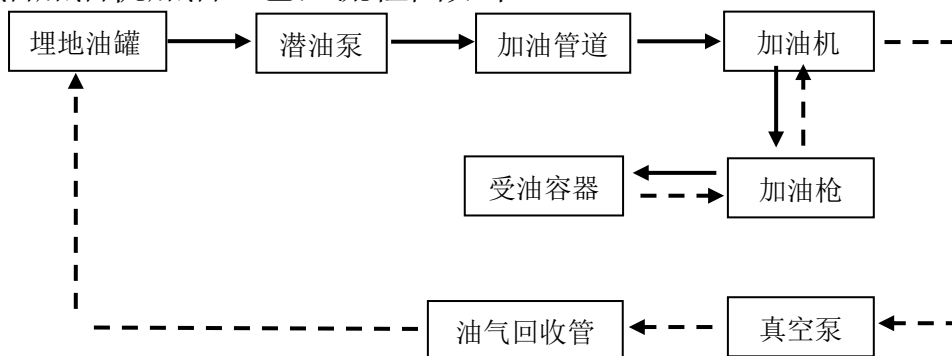 埋地油罐
潜油泵
加油管道
加油机
受油容器
加油枪
油气回收管
真空泵